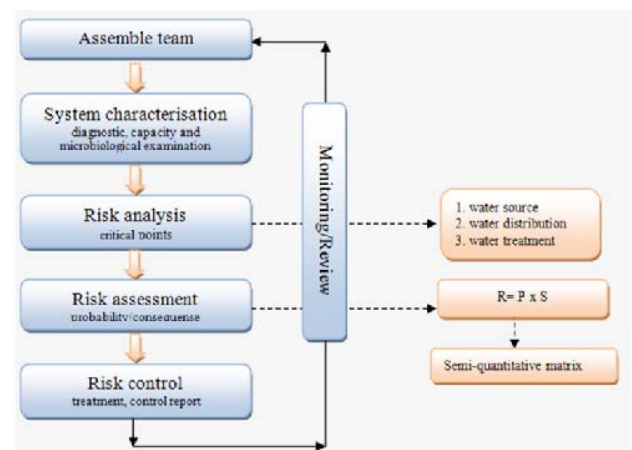 Assemble team
System characterisation
diagnostic, capacity and
microbiological examination
Risk analysis
critical points
Risk assessment
probability/consequense
Risk control
treatment, control report
Monitoring/Review
1. water source
2. water distribution
3. water treatment
R= P x S
Semi-quantitative matrix